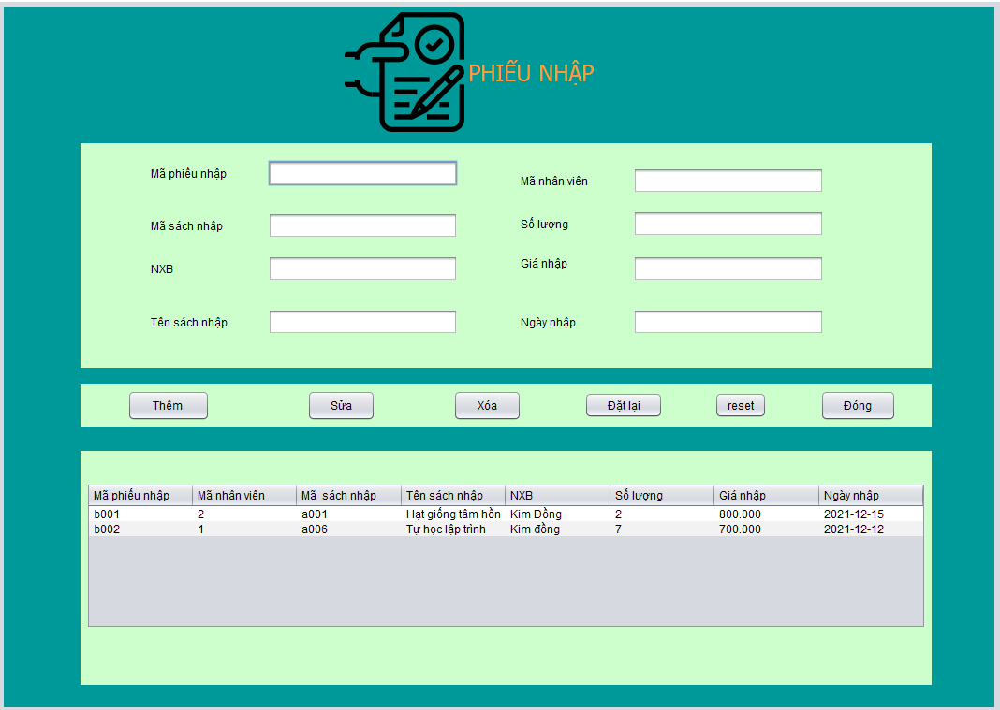 PHIẾU NHẬP
Mã phiếu nhập
Mã nhân viên
Mã sách nhập
Số lượng
NXB
Giá nhập
Tên sách nhập
Ngày nhập
Thêm Sửa Xóa Đặt lại reset Đóng
Mã phiếu nhập Mã nhân viên Mã sách nhập Tên sách nhập NXB Số lượng Giá nhập Ngày nhập
b001 2 a001 Hạt giống tâm hồn Kim Đồng 2 800.000 2021-12-15
b002 1 a006 Tự học lập trình Kim đồng 7 700.000 2021-12-12